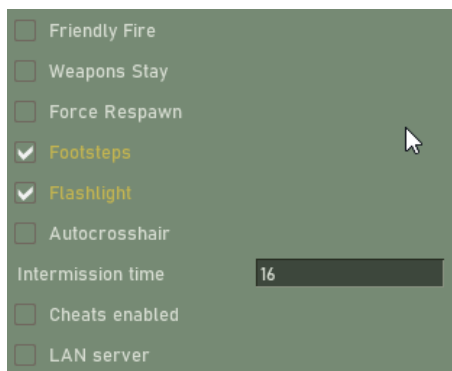 Friendly Fire
Weapons Stay
Force Respawn
Footsteps
Flashlight
Autocrosshair
Intermission time 16
Cheats enabled
LAN server